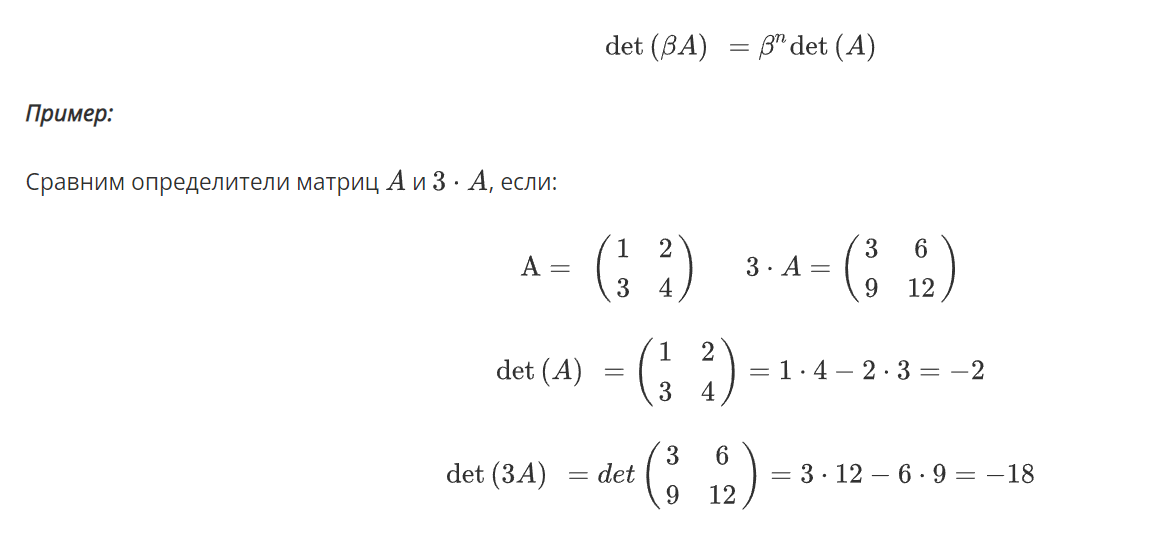 det (βA) = βⁿdet (A)
Пример:
Сравним определители матриц A и 3 · A, если:
A = (1 2; 3 4) 3 · A = (3 6; 9 12)
det (A) = (1 2; 3 4) = 1 · 4 − 2 · 3 = −2
det (3A) = det (3 6; 9 12) = 3 · 12 − 6 · 9 = −18